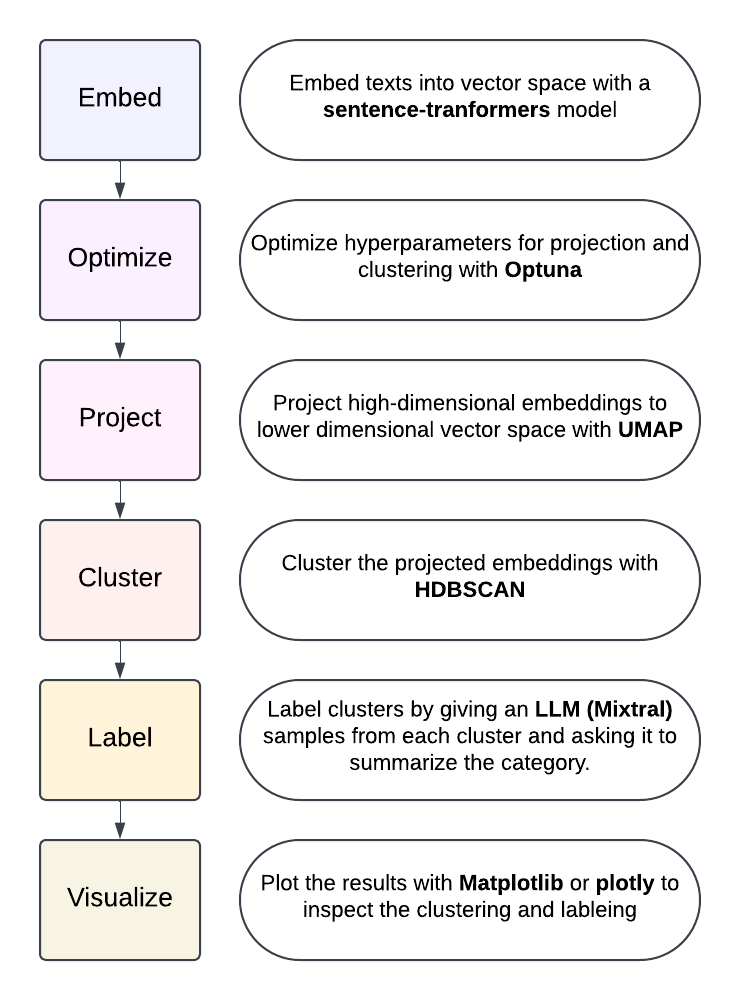 Embed
Embed texts into vector space with a
sentence-tranformers model
Optimize
Optimize hyperparameters for projection and
clustering with Optuna
Project
Project high-dimensional embeddings to
lower dimensional vector space with UMAP
Cluster
Cluster the projected embeddings with
HDBSCAN
Label
Label clusters by giving an LLM (Mixtral)
samples from each cluster and asking it to
summarize the category.
Visualize
Plot the results with Matplotlib or plotly to
inspect the clustering and lableing